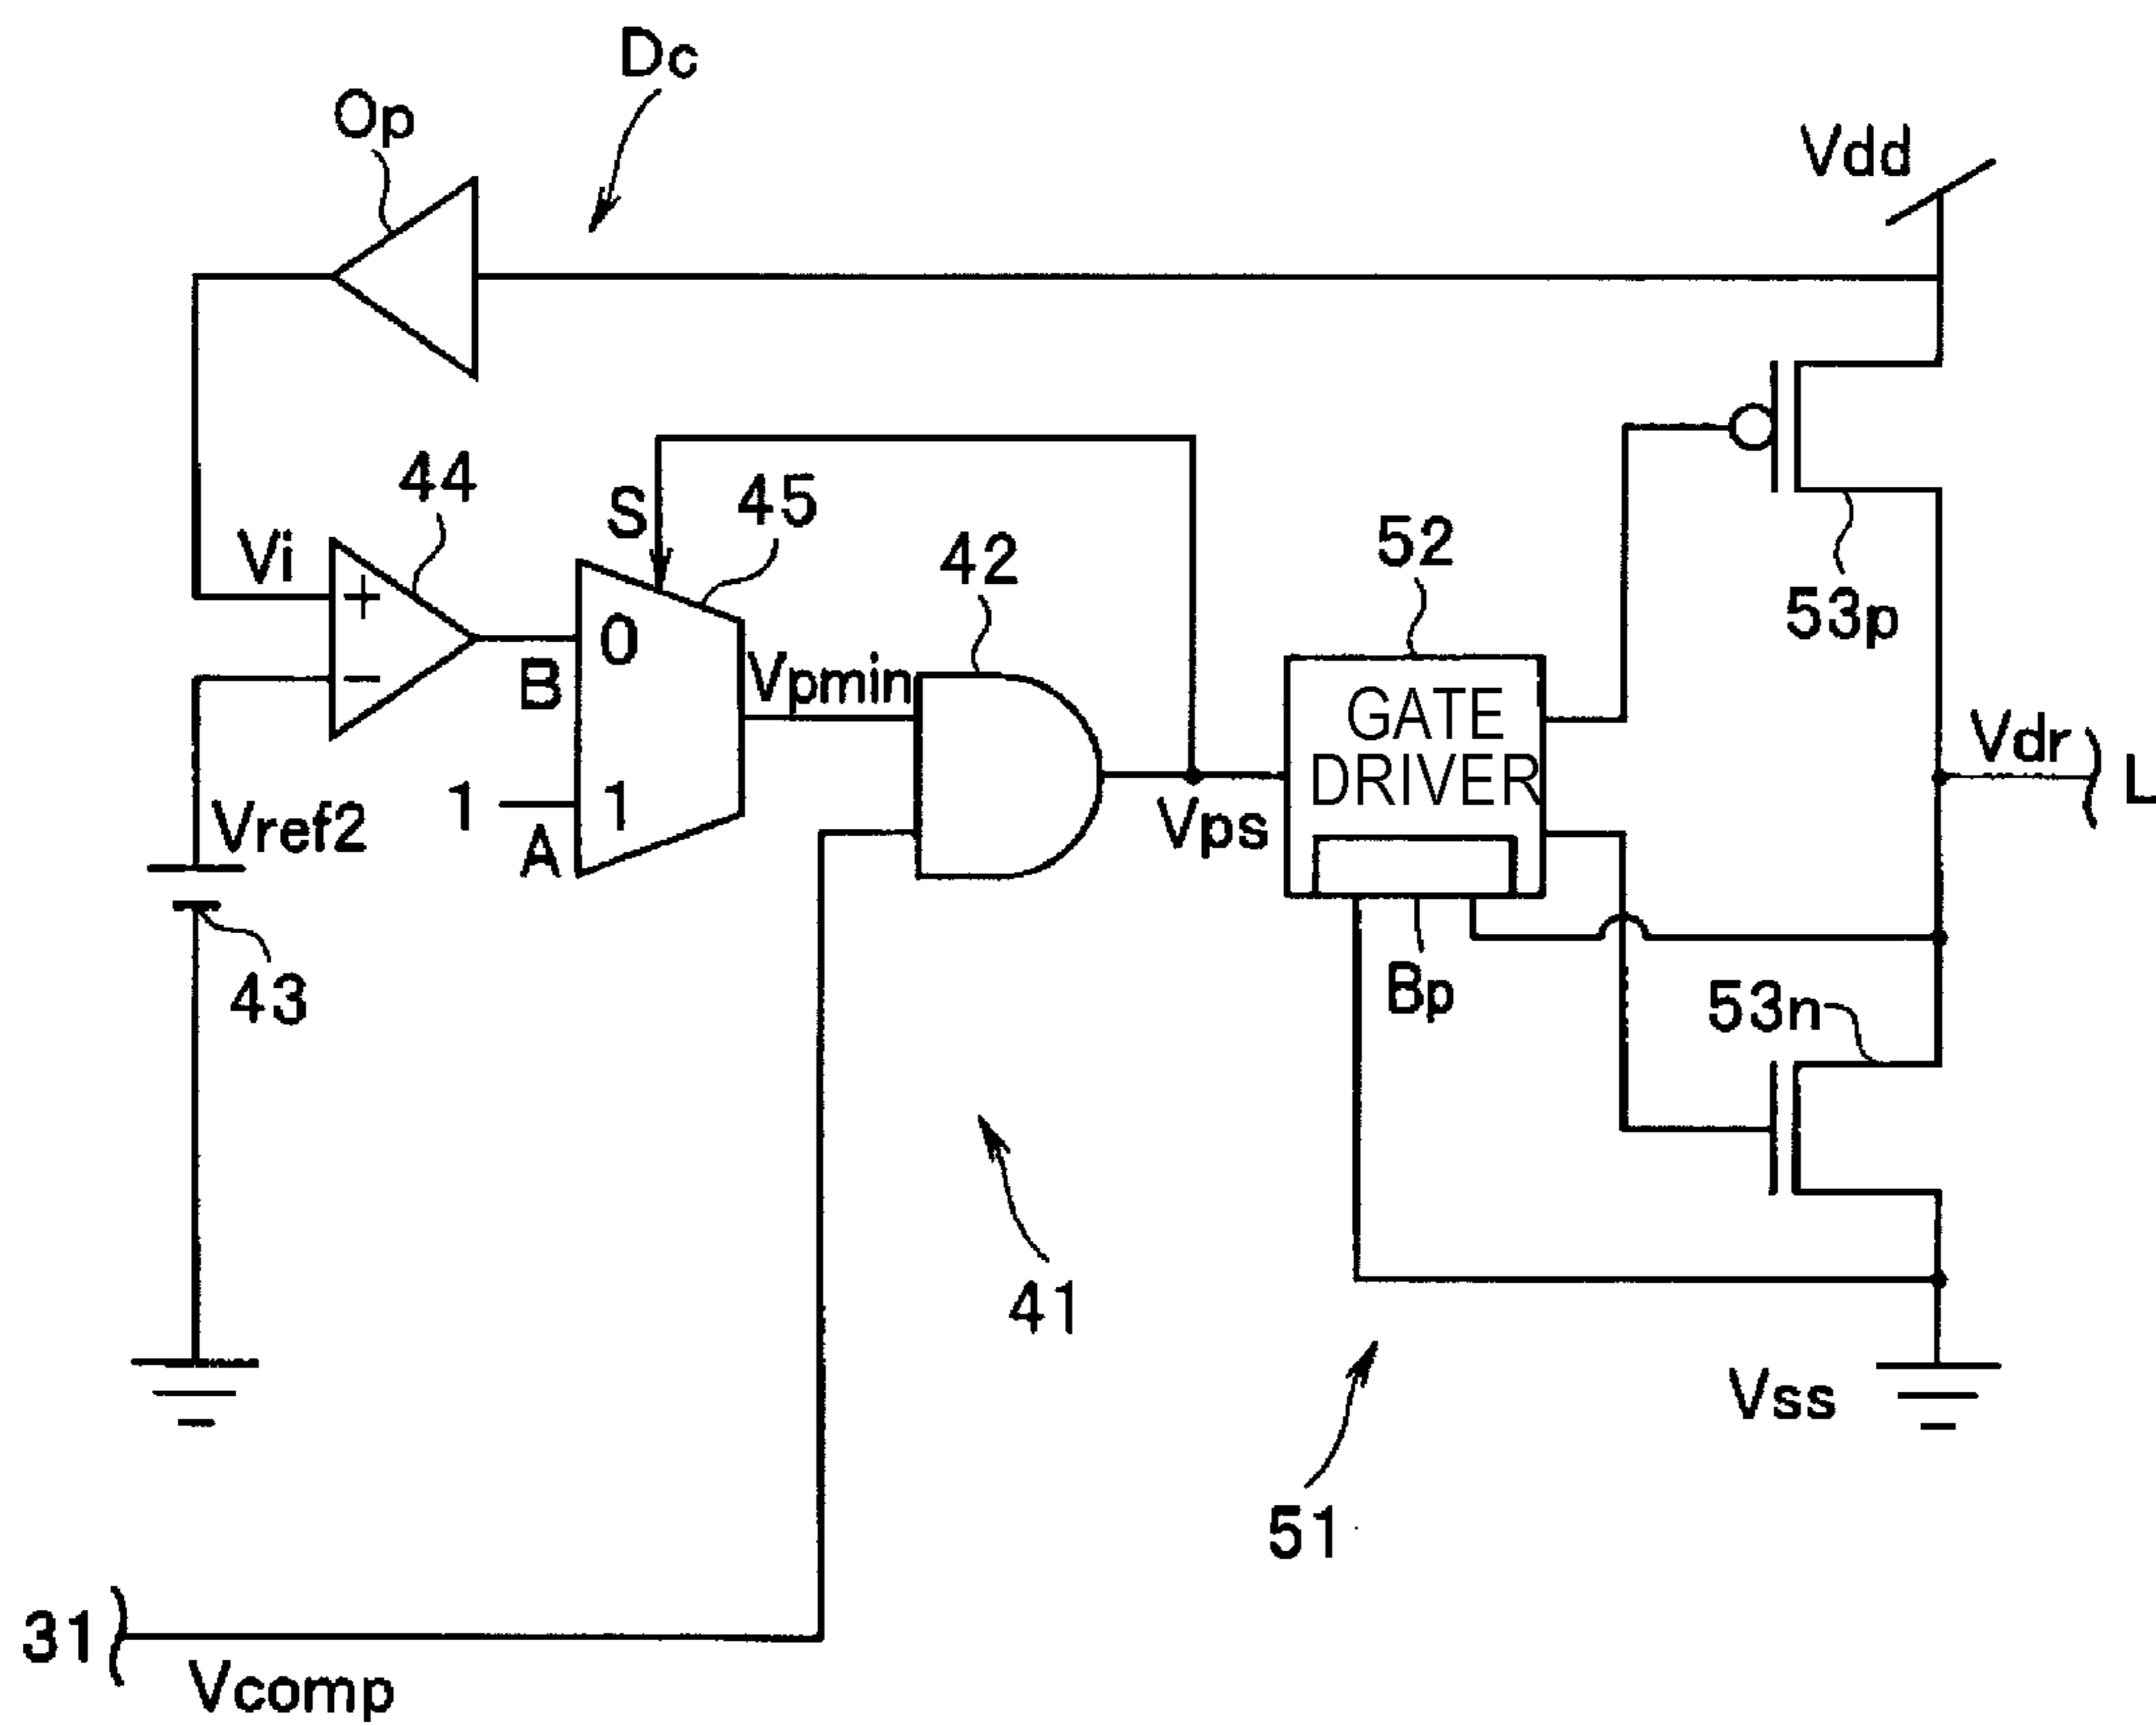 Dc
Op
Vdd
44
S
45
42
52
Vi
+
53p
0
B
Vpmin
GATE
DRIVER
Vdr
L
−
1
1
A
Vref2
Vps
43
Bp
53n
41
Vss
51
31
Vcomp